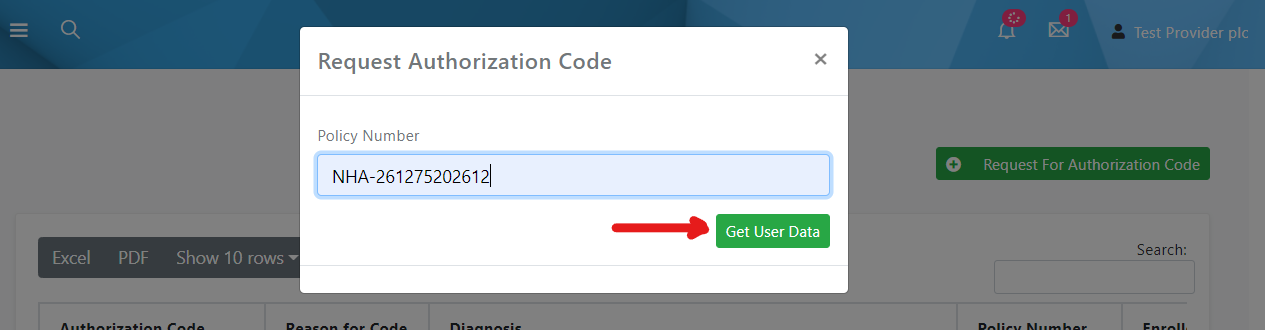 1
1
Test Provider plc
Request Authorization Code
×
Policy Number
NHA-261275202612
Request For Authorization Code
Get User Data
Excel PDF Show 10 rows
Search:
Authorization Code Reason for Code Diagnosis Policy Number Enroll